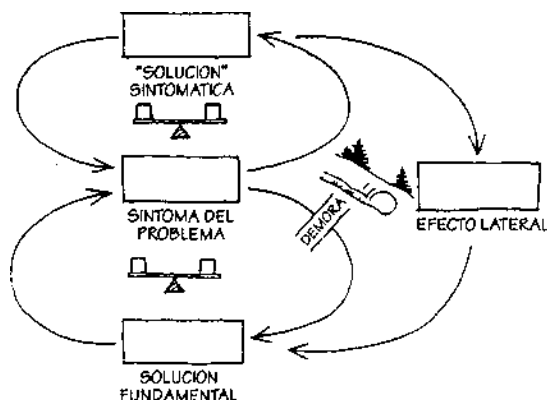 "SOLUCION"
SINTOMATICA
SINTOMA DEL
PROBLEMA
DEMORA
EFECTO LATERAL
SOLUCION
FUNDAMENTAL